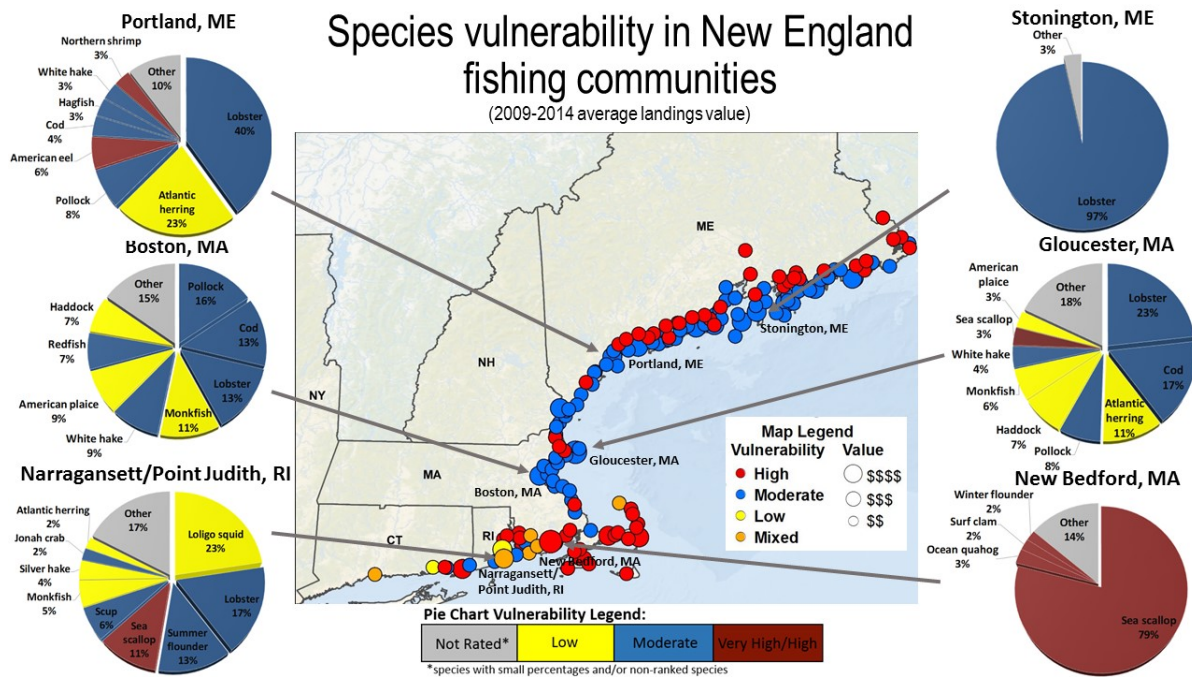 Species vulnerability in New England
fishing communities
(2009-2014 average landings value)
Portland, ME
Northern shrimp
3%
White hake
3%
Hagfish
3%
Cod
4%
American eel
6%
Pollock
8%
Other
10%
Lobster
40%
Atlantic
herring
23%
Boston, MA
Haddock
7%
Redfish
7%
American plaice
9%
White hake
9%
Other
15%
Pollock
16%
Cod
13%
Lobster
13%
Monkfish
11%
Narragansett/Point Judith, RI
Atlantic herring
2%
Jonah crab
2%
Silver hake
4%
Monkfish
5%
Scup
6%
Sea
scallop
11%
Summer
flounder
13%
Other
17%
Loligo squid
23%
Lobster
17%
ME
NH
NY
MA
CT
RI
Stonington, ME
Portland, ME
Gloucester, MA
Boston, MA
New Bedford, MA
Narragansett/
Point Judith, RI
Map Legend
Vulnerability
Value
High
$$$$
Moderate
$$$
Low
$$
Mixed
Pie Chart Vulnerability Legend:
Not Rated*
Low
Moderate
Very High/High
*species with small percentages and/or non-ranked species
Stonington, ME
Other
3%
Lobster
97%
Gloucester, MA
American
plaice
3%
Sea scallop
3%
White hake
4%
Monkfish
6%
Haddock
7%
Pollock
8%
Other
18%
Lobster
23%
Cod
17%
Atlantic
herring
11%
New Bedford, MA
Winter flounder
2%
Surf clam
2%
Ocean quahog
3%
Other
14%
Sea scallop
79%